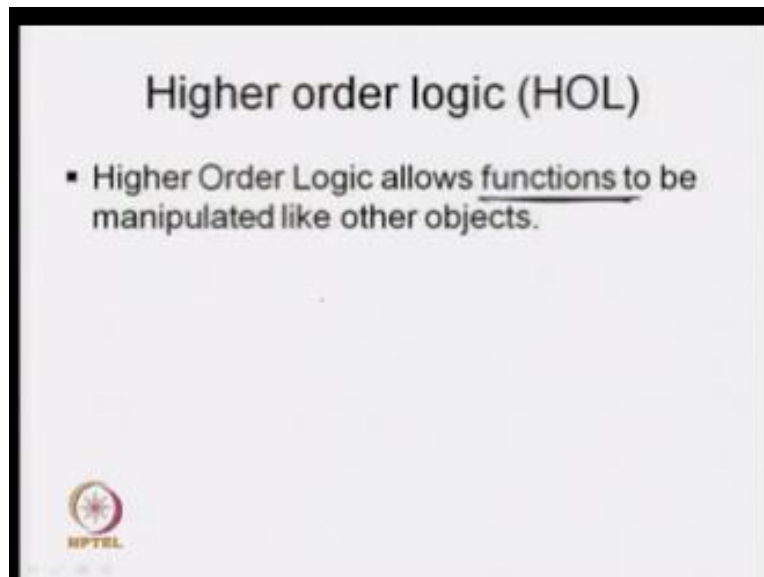 Higher order logic (HOL)
▪ Higher Order Logic allows functions to be
manipulated like other objects.
NPTEL